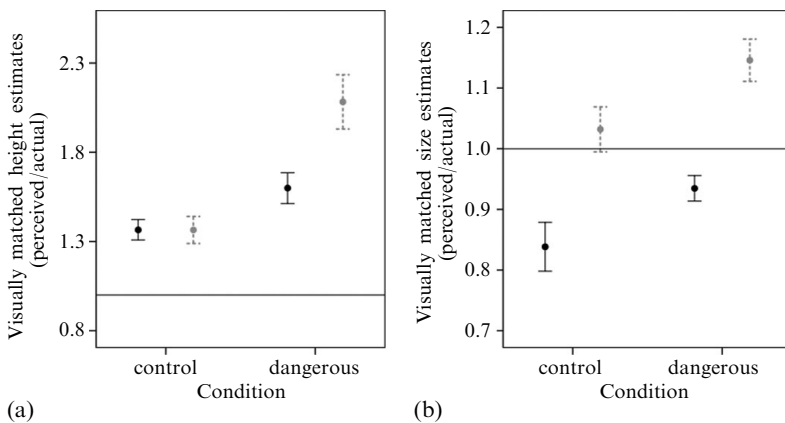 Visually matched height estimates
(perceived/actual)
2.3
1.8
1.3
0.8
control
dangerous
Condition
(a)
Visually matched size estimates
(perceived/actual)
1.2
1.1
1.0
0.9
0.8
0.7
control
dangerous
Condition
(b)